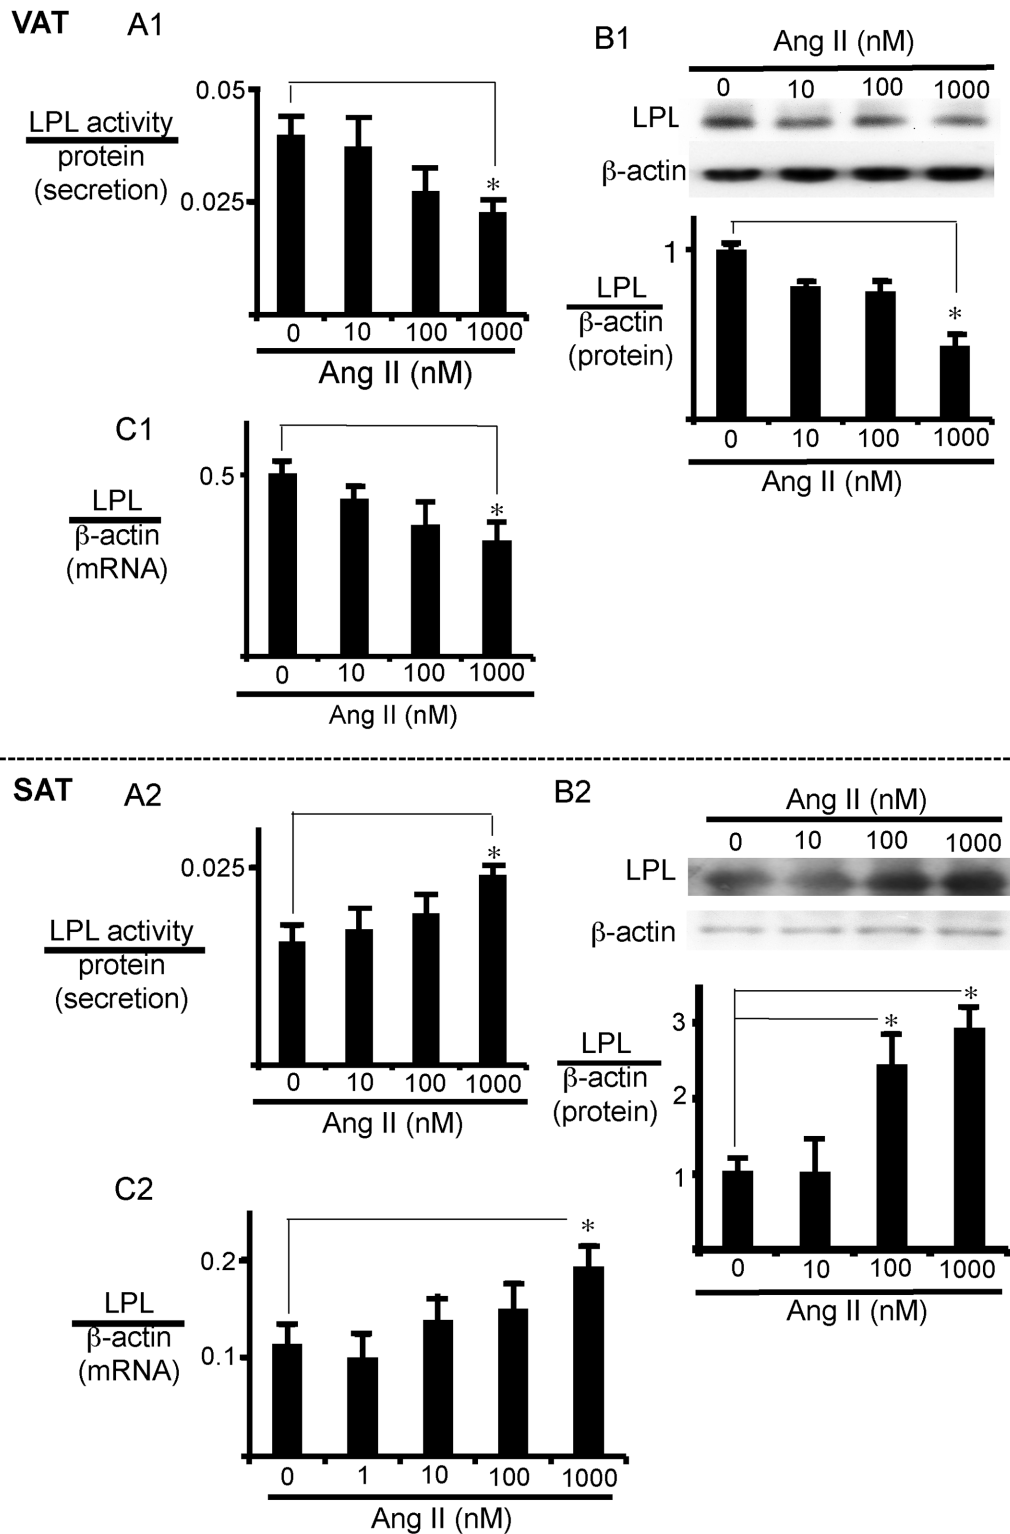 VAT
A1
0.05
LPL activity
protein
(secretion)
0.025
*
0 10 100 1000
Ang II (nM)
B1
Ang II (nM)
0 10 100 1000
LPL
β-actin
1
LPL
β-actin
(protein)
*
0 10 100 1000
Ang II (nM)
C1
0.5
LPL
β-actin
(mRNA)
*
0 10 100 1000
Ang II (nM)
SAT
A2
0.025
LPL activity
protein
(secretion)
*
0 10 100 1000
Ang II (nM)
B2
Ang II (nM)
0 10 100 1000
LPL
β-actin
3
2
1
LPL
β-actin
(protein)
* *
0 10 100 1000
Ang II (nM)
C2
0.2
0.1
LPL
β-actin
(mRNA)
*
0 1 10 100 1000
Ang II (nM)